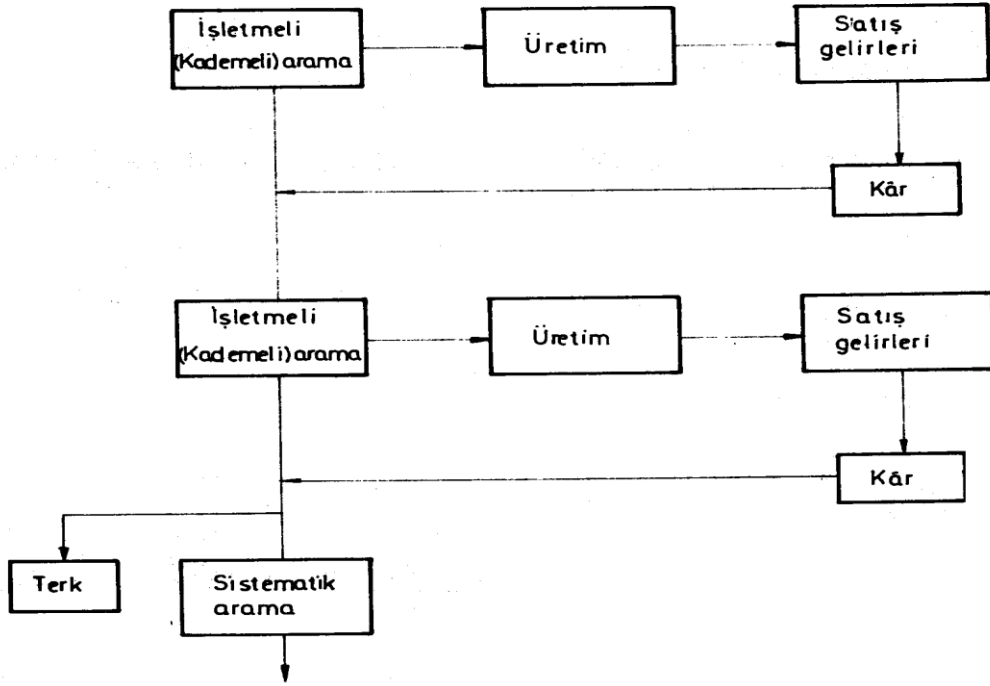 İşletmeli
(Kademeli) arama
Üretim
Satış
gelirleri
Kâr
İşletmeli
(Kademeli) arama
Üretim
Satış
gelirleri
Kâr
Terk
Sistematik
arama